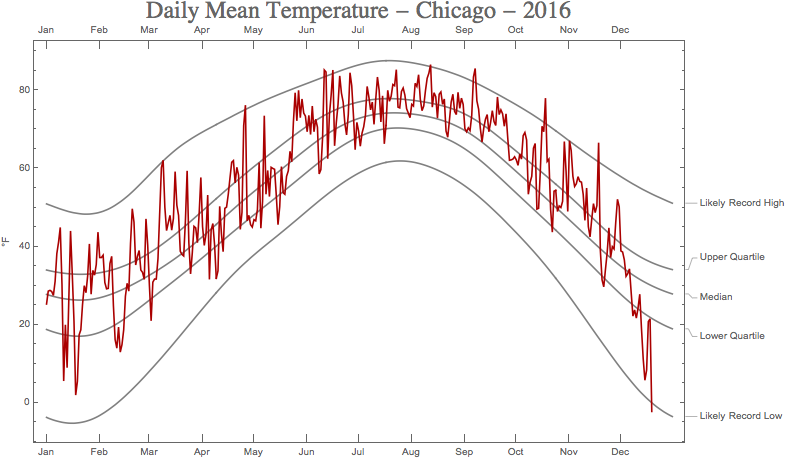 Daily Mean Temperature – Chicago – 2016
Jan Feb Mar Apr May Jun Jul Aug Sep Oct Nov Dec
80
60
Likely Record High
40
°F
Upper Quartile
Median
20
Lower Quartile
0
Likely Record Low
Jan Feb Mar Apr May Jun Jul Aug Sep Oct Nov Dec